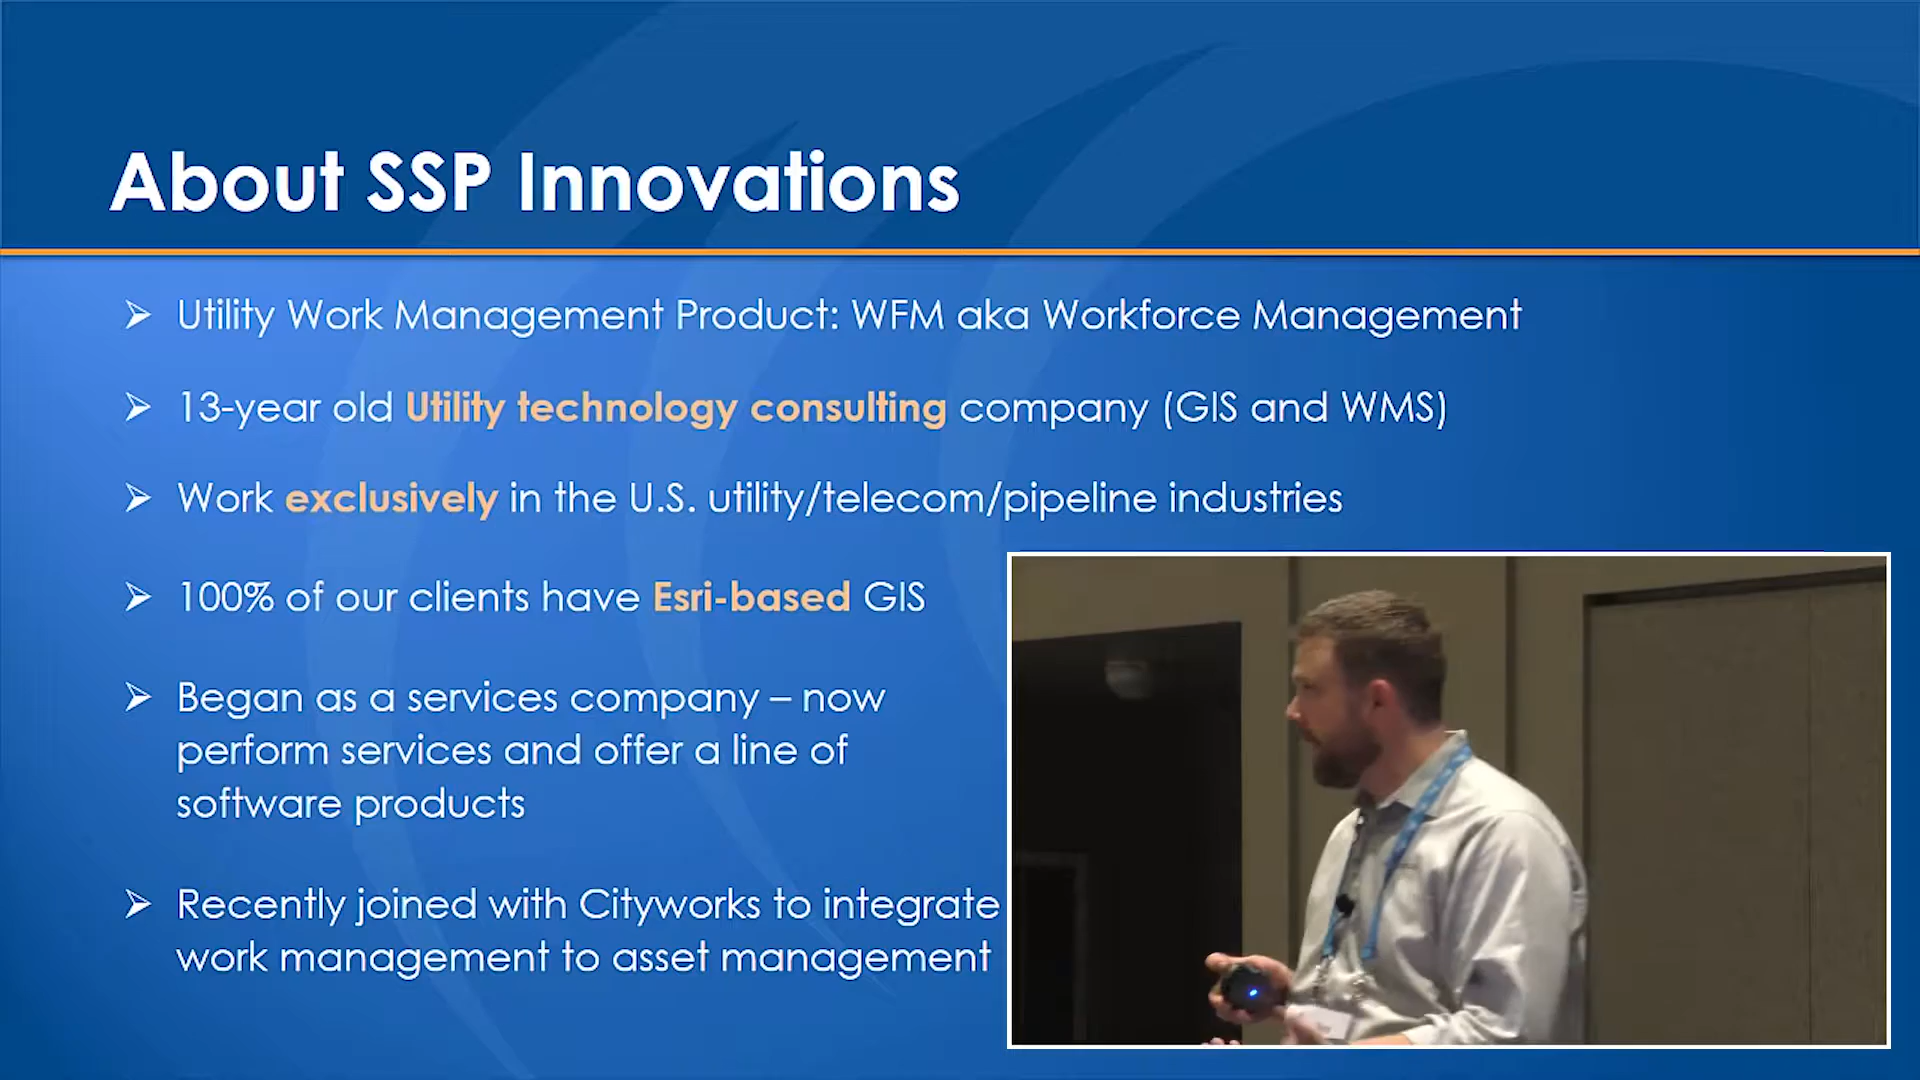 About SSP Innovations
Utility Work Management Product: WFM aka Workforce Management
13-year old Utility technology consulting company (GIS and WMS)
Work exclusively in the U.S. utility/telecom/pipeline industries
100% of our clients have Esri-based GIS
Began as a services company – now
perform services and offer a line of
software products
Recently joined with Cityworks to integrate
work management to asset management